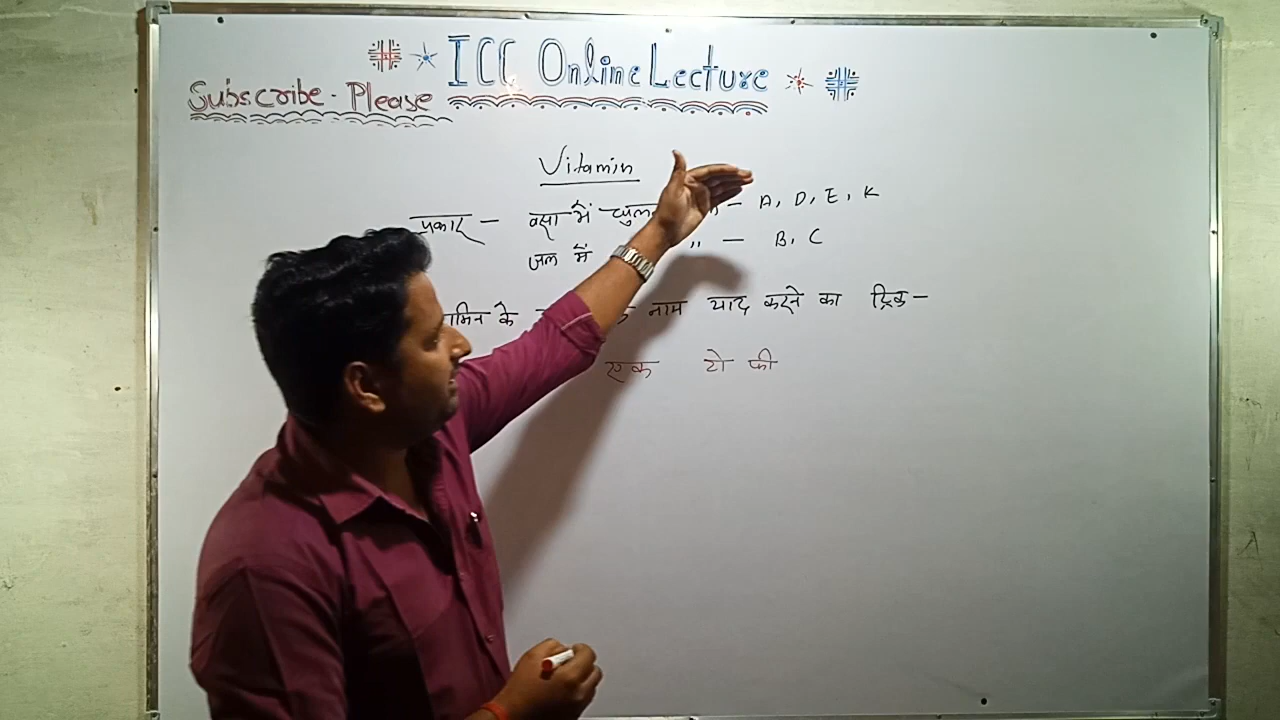 ICC Online Lecture
Subscribe - Please
Vitamin
प्रकार - वसा में - A, D, E, K
जल में " - B, C
के नाम याद करने का ट्रिक -
एक टो फी